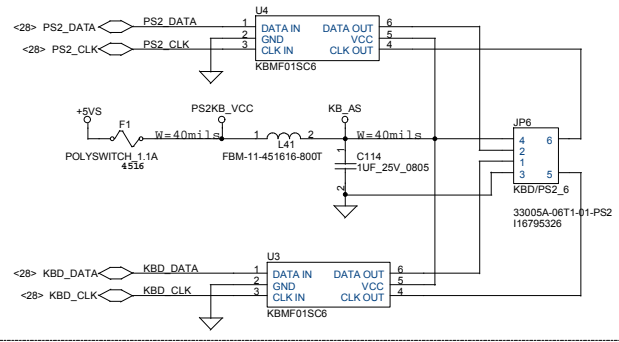 U4
<28> PS2_DATA PS2_DATA 1 DATA IN DATA OUT 6
2 GND VCC 5
<28> PS2_CLK PS2_CLK 3 CLK IN CLK OUT 4
KBMF01SC6
+5VS PS2KB_VCC KB_AS
F1 JP6
W=40mils 1 2 W=40mils 4 6
L41
POLYSWITCH_1.1A FBM-11-451616-800T
4516
1 C114
1UF_25V_0805
2
2
1
3 5
KBD/PS2_6
33005A-06T1-01-PS2
I16795326
U3
<28> KBD_DATA KBD_DATA 1 DATA IN DATA OUT 6
2 GND VCC 5
<28> KBD_CLK KBD_CLK 3 CLK IN CLK OUT 4
KBMF01SC6